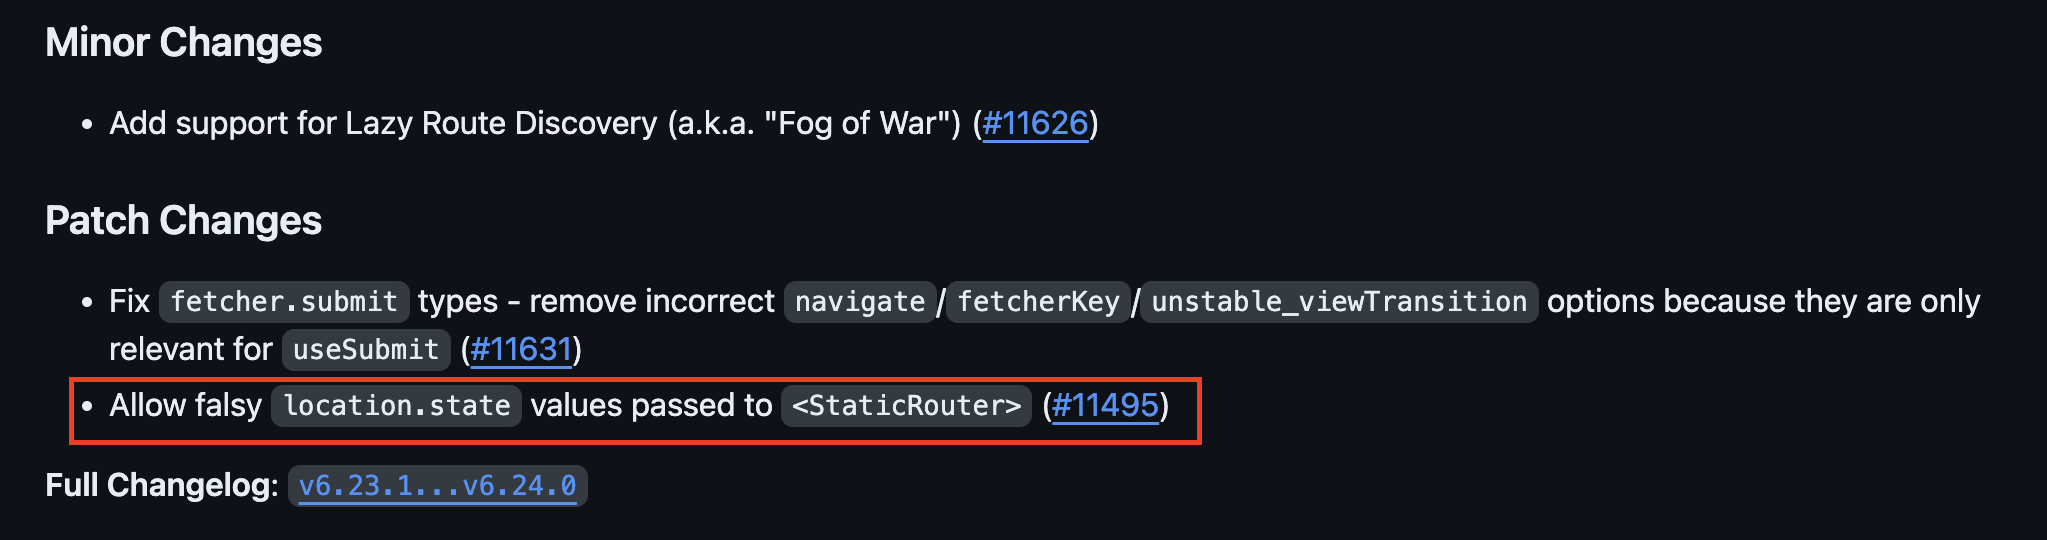 Minor Changes
• Add support for Lazy Route Discovery (a.k.a. "Fog of War") (#11626)
Patch Changes
• Fix fetcher.submit types - remove incorrect navigate/fetcherKey/unstable_viewTransition options because they are only
relevant for useSubmit (#11631)
• Allow falsy location.state values passed to <StaticRouter> (#11495)
Full Changelog: v6.23.1...v6.24.0